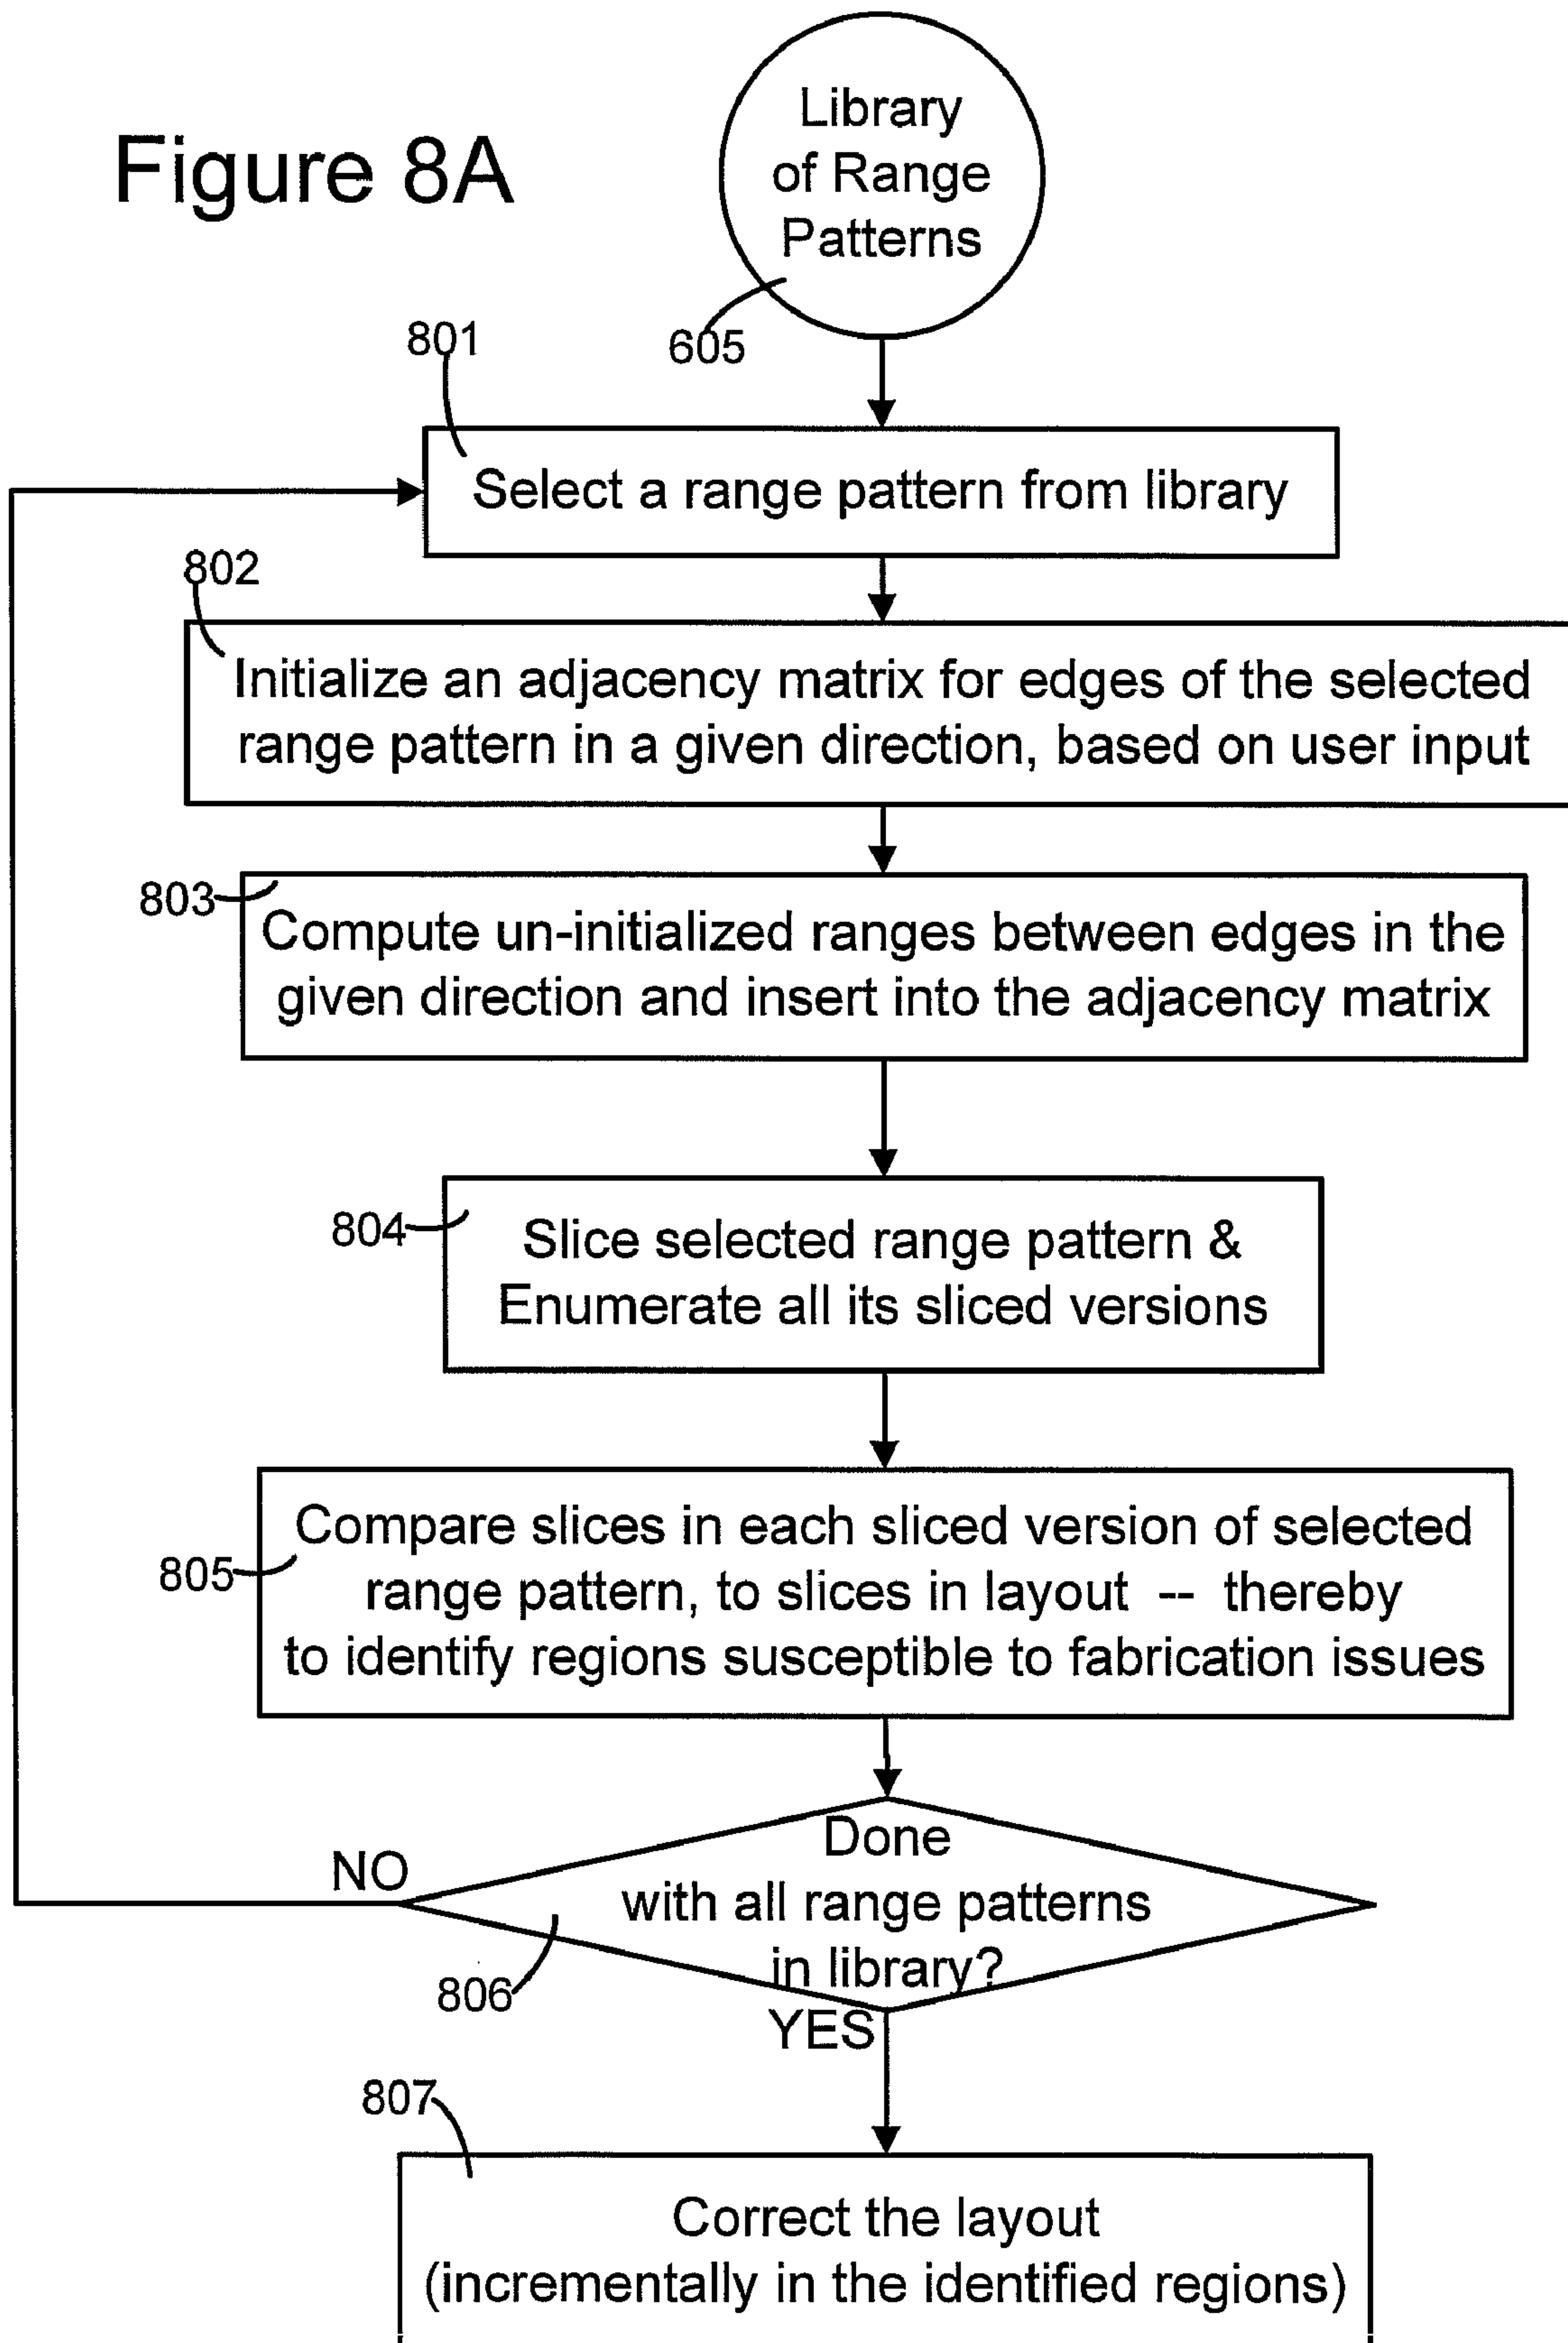 Figure 8A
Library
of Range
Patterns
605
801
Select a range pattern from library
802
Initialize an adjacency matrix for edges of the selected
range pattern in a given direction, based on user input
803
Compute un-initialized ranges between edges in the
given direction and insert into the adjacency matrix
804
Slice selected range pattern &
Enumerate all its sliced versions
805
Compare slices in each sliced version of selected
range pattern, to slices in layout -- thereby
to identify regions susceptible to fabrication issues
NO
Done
with all range patterns
in library?
806
YES
807
Correct the layout
(incrementally in the identified regions)